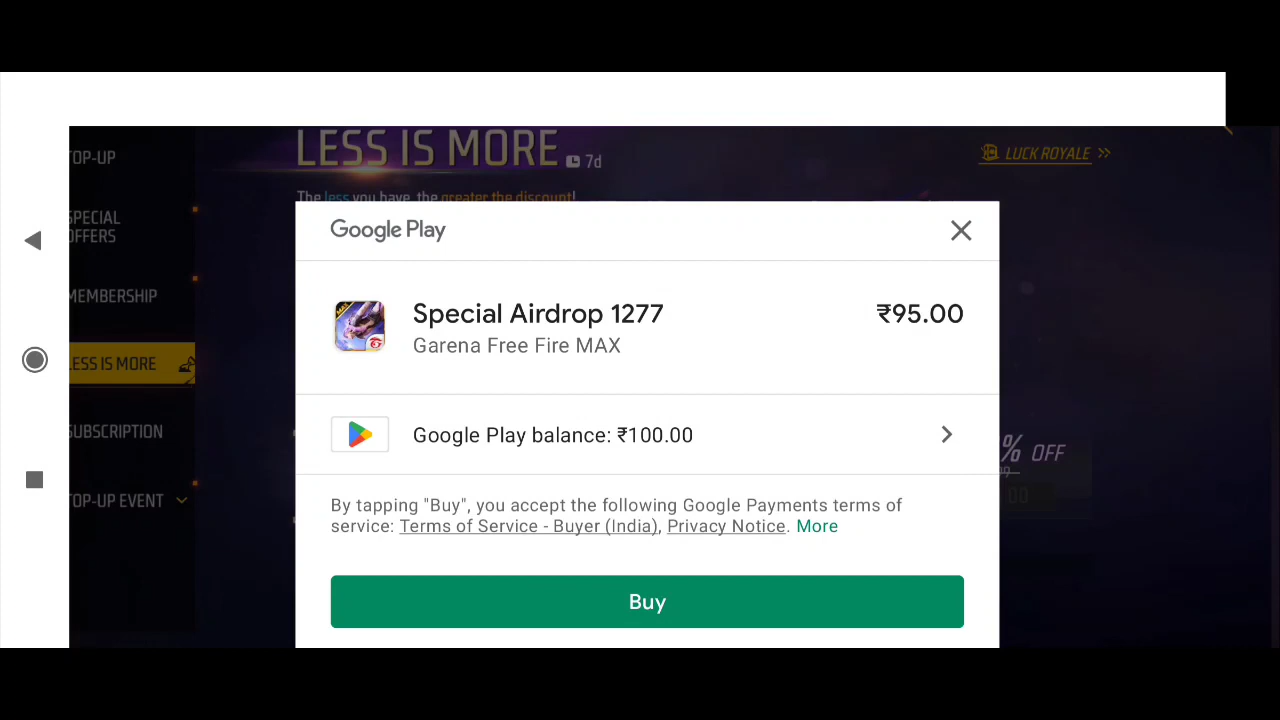 LESS IS MORE 7d
LUCK ROYALE >>
The less you have, the greater the discount!
TOP-UP
SPECIAL
OFFERS
MEMBERSHIP
LESS IS MORE
SUBSCRIPTION
TOP-UP EVENT
Google Play
Special Airdrop 1277
₹95.00
Garena Free Fire MAX
MAX
Google Play balance: ₹100.00
By tapping "Buy", you accept the following Google Payments terms of
service: Terms of Service - Buyer (India), Privacy Notice. More
Buy
% OFF